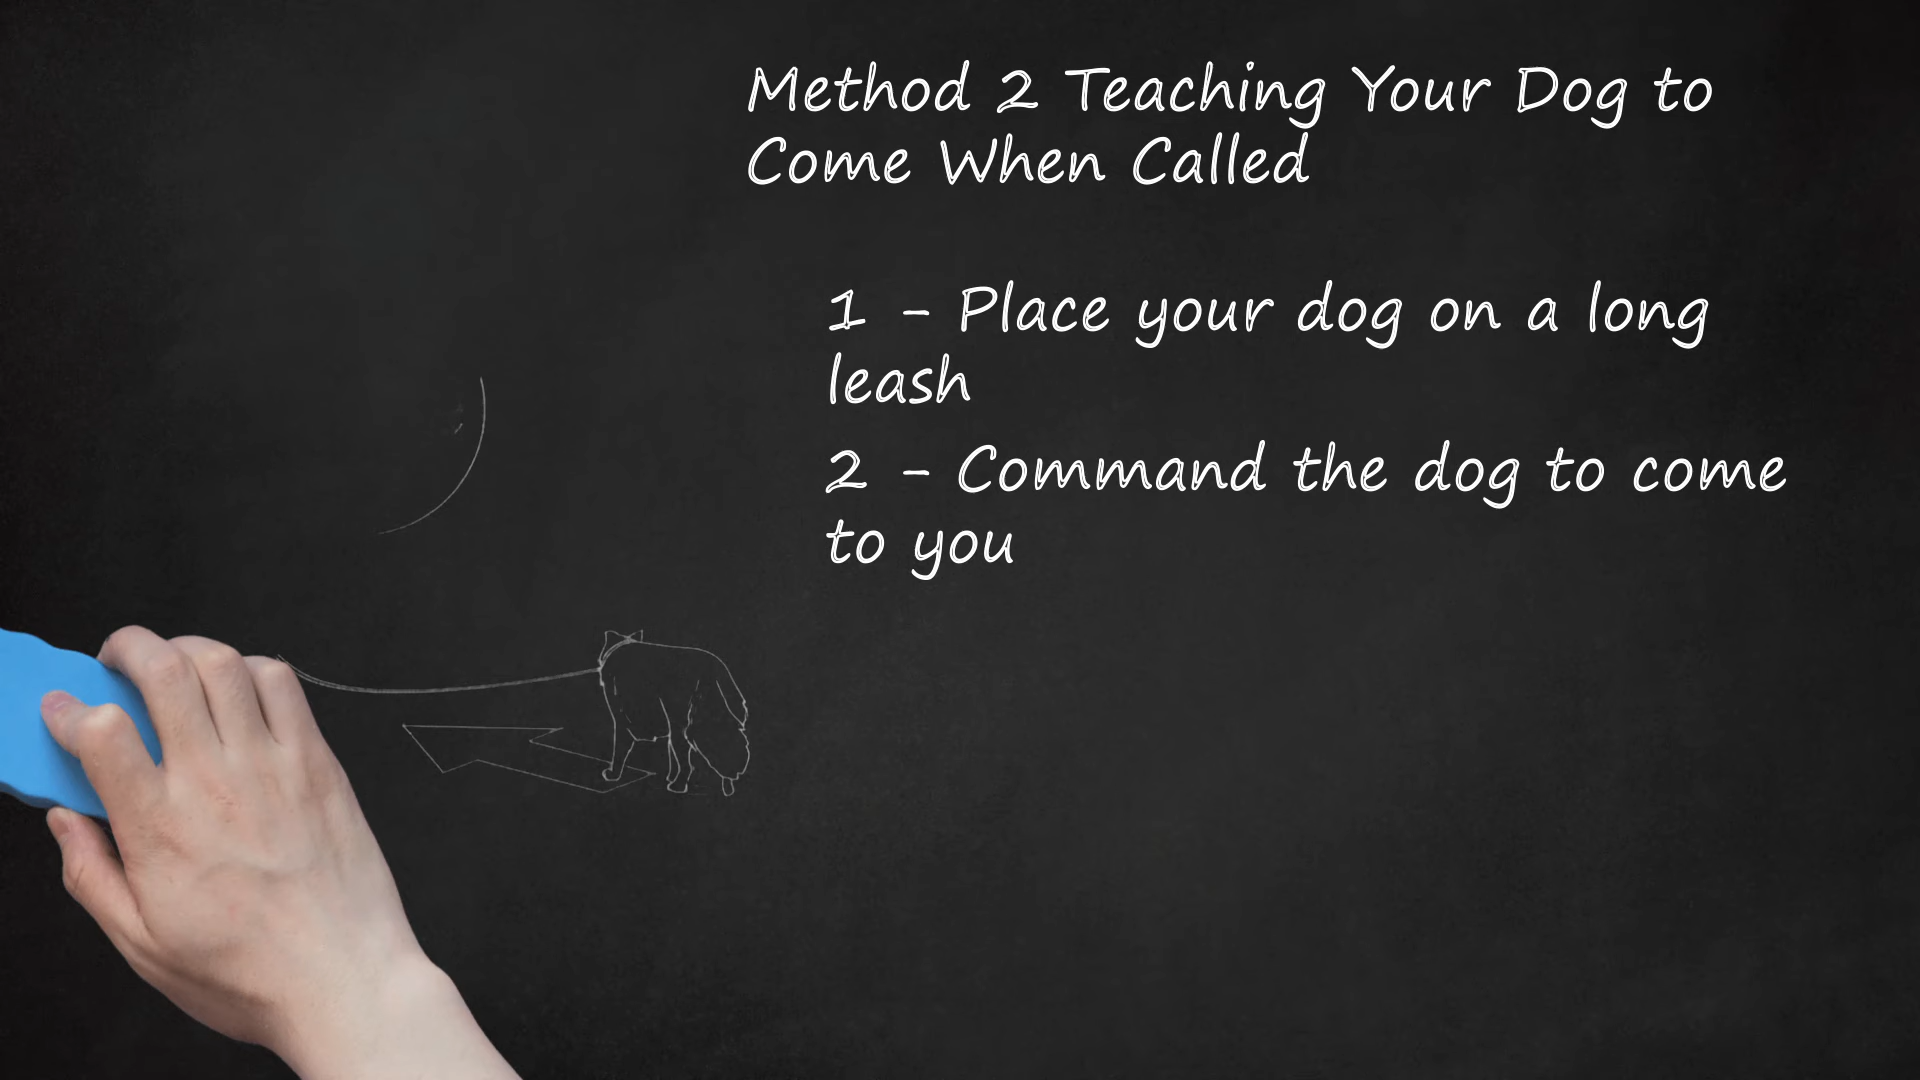 Method 2 Teaching Your Dog to
Come When Called
1 - Place your dog on a long
leash
2 - Command the dog to come
to you